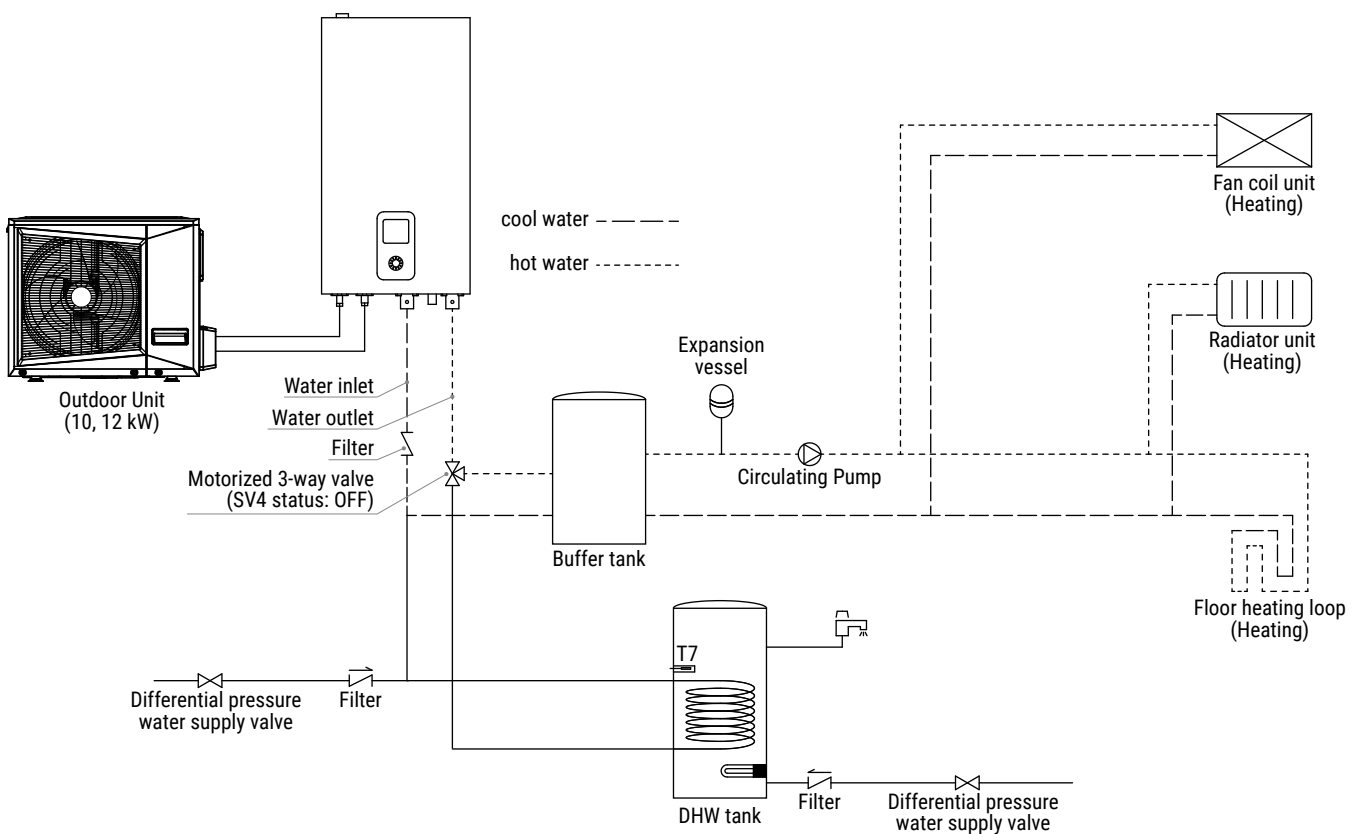 Fan coil unit
(Heating)
cool water
hot water
Radiator unit
(Heating)
Expansion
vessel
Outdoor Unit
(10, 12 kW)
Water inlet
Water outlet
Filter
Motorized 3-way valve
(SV4 status: OFF)
Circulating Pump
Buffer tank
Floor heating loop
(Heating)
T7
Differential pressure
water supply valve
Filter
DHW tank
Filter
Differential pressure
water supply valve